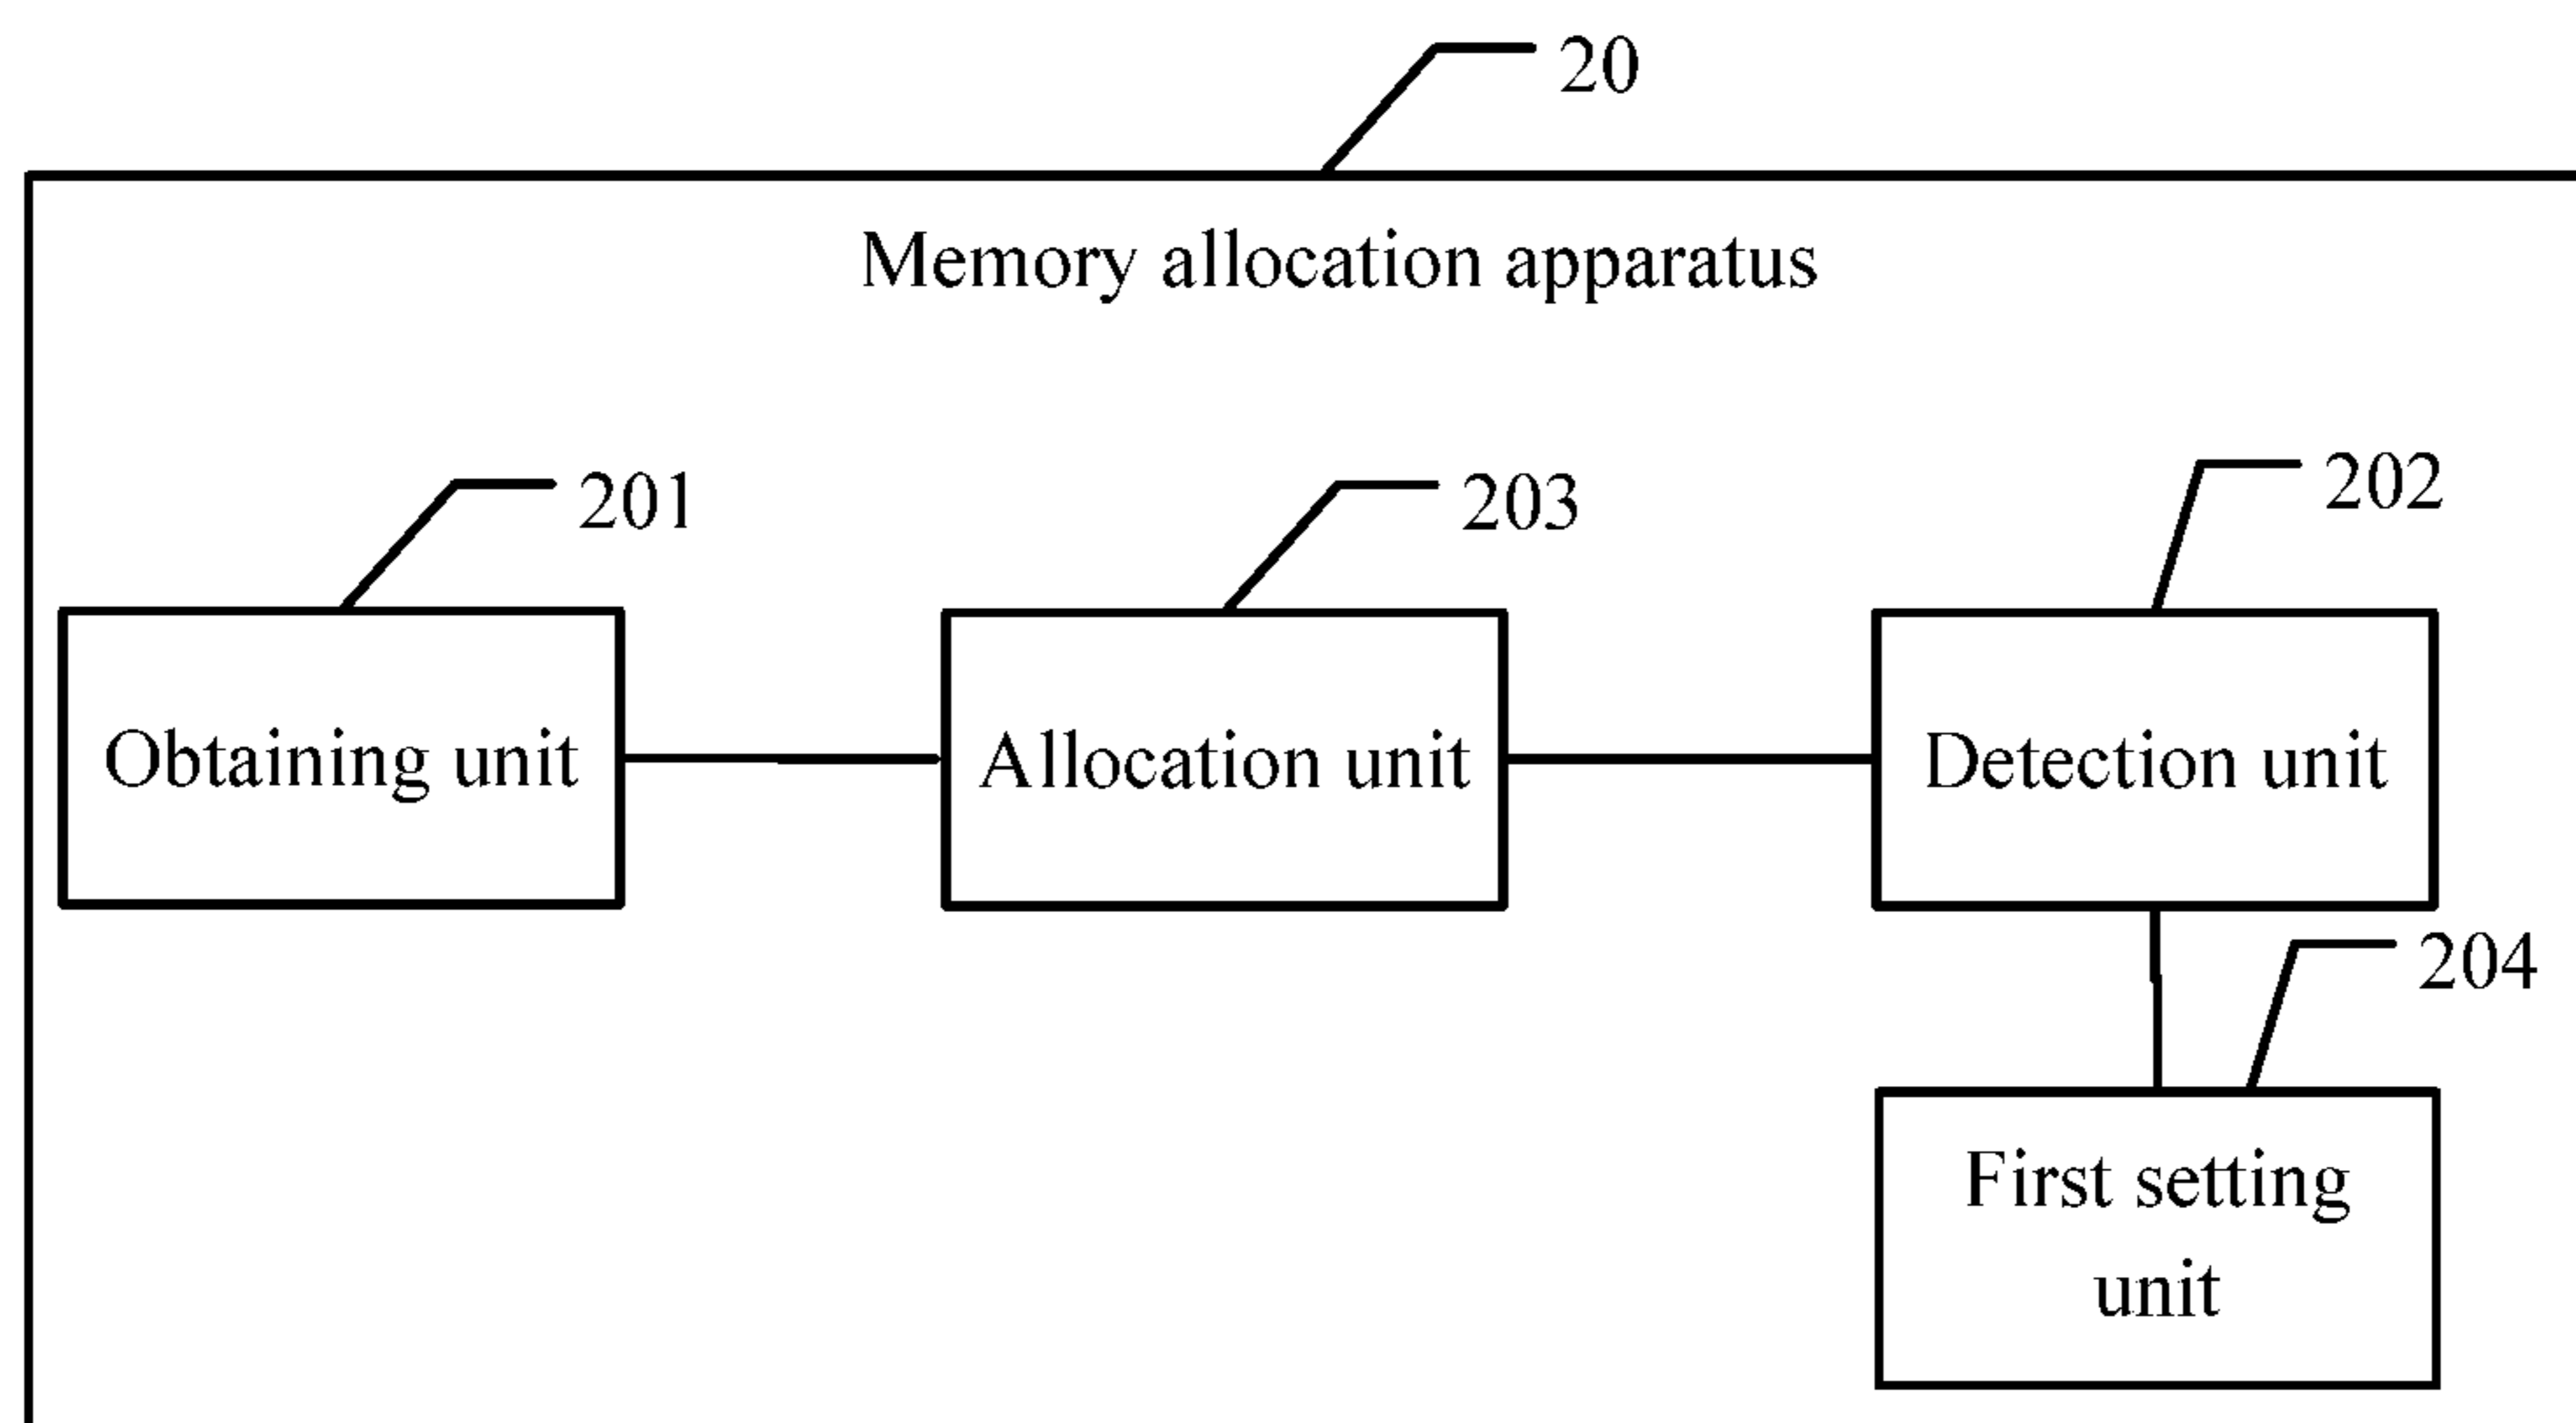 20
Memory allocation apparatus
201
203
202
Obtaining unit
Allocation unit
Detection unit
204
First setting
unit